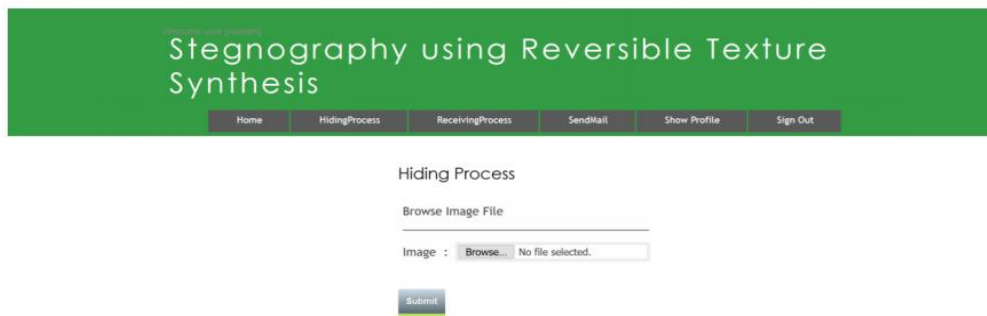 Stegnography using Reversible Texture
Synthesis
Home HidingProcess ReceivingProcess SendMail Show Profile Sign Out
Hiding Process
Browse Image File
Image : Browse... No file selected.
Submit